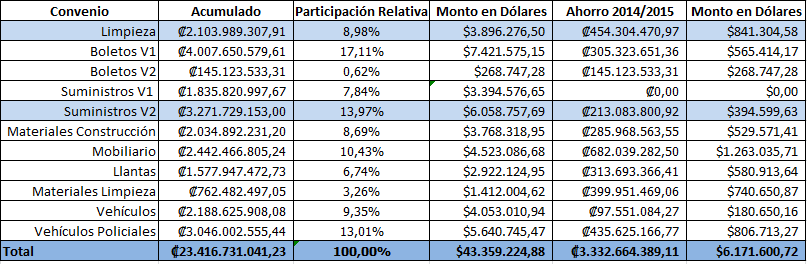 Convenio Acumulado Participación Relativa Monto en Dólares Ahorro 2014/2015 Monto en Dólares
Limpieza ₡2.103.989.307,91 8,98% $3.896.276,50 ₡454.304.470,97 $841.304,58
Boletos V1 ₡4.007.650.579,61 17,11% $7.421.575,15 ₡305.323.651,36 $565.414,17
Boletos V2 ₡145.123.533,31 0,62% $268.747,28 ₡145.123.533,31 $268.747,28
Suministros V1 ₡1.835.820.997,67 7,84% $3.394.576,65 ₡0,00 $0,00
Suministros V2 ₡3.271.729.153,00 13,97% $6.058.757,69 ₡213.083.800,92 $394.599,63
Materiales Construcción ₡2.034.892.231,20 8,69% $3.768.318,95 ₡285.968.563,55 $529.571,41
Mobiliario ₡2.442.466.805,24 10,43% $4.523.086,68 ₡682.039.282,50 $1.263.035,71
Llantas ₡1.577.947.472,73 6,74% $2.922.124,95 ₡313.693.366,41 $580.913,64
Materiales Limpieza ₡762.482.497,05 3,26% $1.412.004,62 ₡399.951.469,06 $740.650,87
Vehículos ₡2.188.625.908,08 9,35% $4.053.010,94 ₡97.551.084,27 $180.650,16
Vehículos Policiales ₡3.046.002.555,44 13,01% $5.640.745,47 ₡435.625.166,77 $806.713,27
Total ₡23.416.731.041,23 100,00% $43.359.224,88 ₡3.332.664.389,11 $6.171.600,72